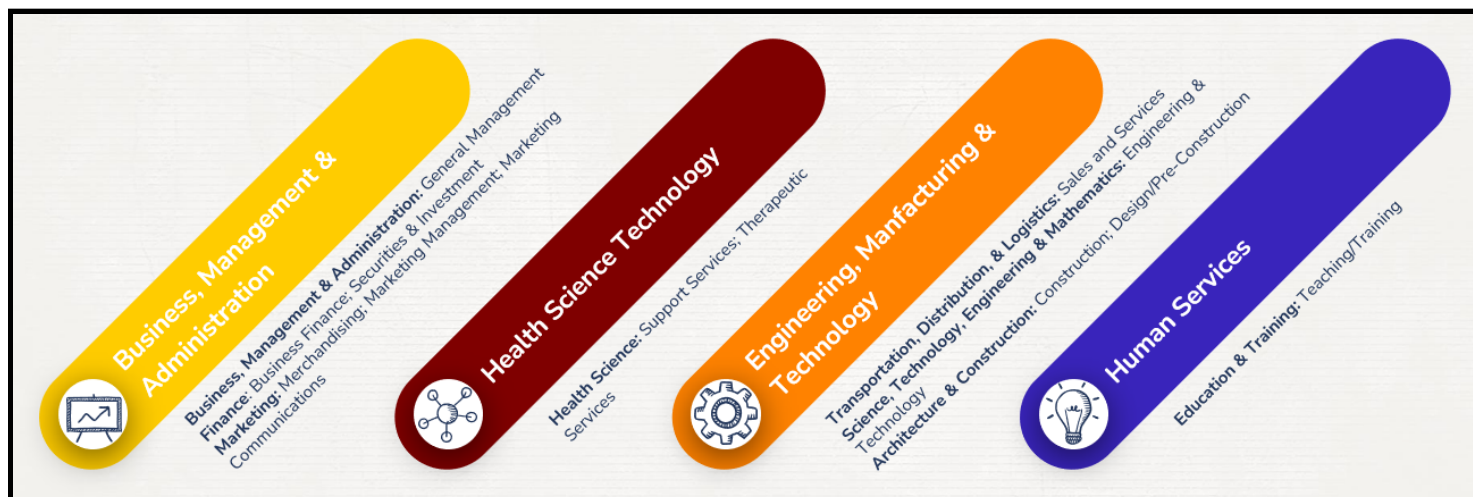 Business, Management &
Administration
Business, Management & Administration: General Management
Finance: Business Finance; Securities & Investment
Marketing: Merchandising; Marketing Management; Marketing
Communications
Health Science Technology
Health Science: Support Services; Therapeutic
Services
Engineering, Manfacturing &
Technology
Transportation, Distribution, & Logistics: Sales and Services
Science, Technology, Engineering & Mathematics: Engineering &
Technology
Architecture & Construction: Construction; Design/Pre-Construction
Human Services
Education & Training: Teaching/Training